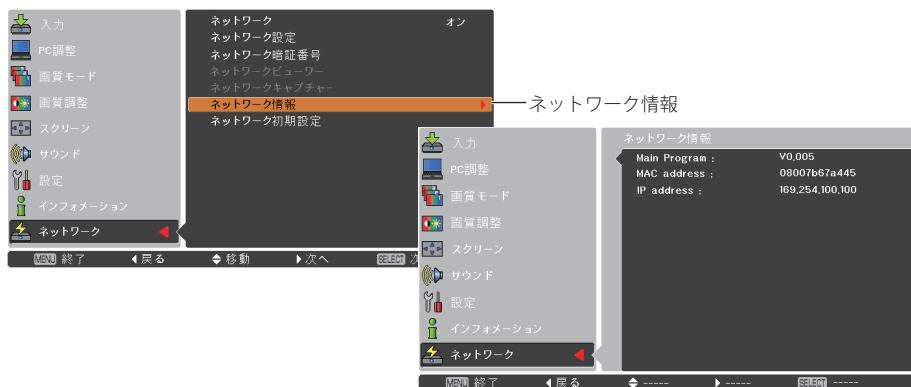 入力
PC調整
画質モード
画質調整
スクリーン
サウンド
設定
インフォメーション
ネットワーク
ネットワーク オン
ネットワーク設定
ネットワーク暗証番号
ネットワークビューワー
ネットワークキャプチャー
ネットワーク情報
ネットワーク初期設定
MENU 終了 戻る 移動 次へ SELECT 次
ネットワーク情報
入力
PC調整
画質モード
画質調整
スクリーン
サウンド
設定
インフォメーション
ネットワーク
ネットワーク情報
Main Program : V0,005
MAC address : 08007b67a445
IP address : 169,254,100,100
MENU 終了 戻る ----- ----- SELECT -----